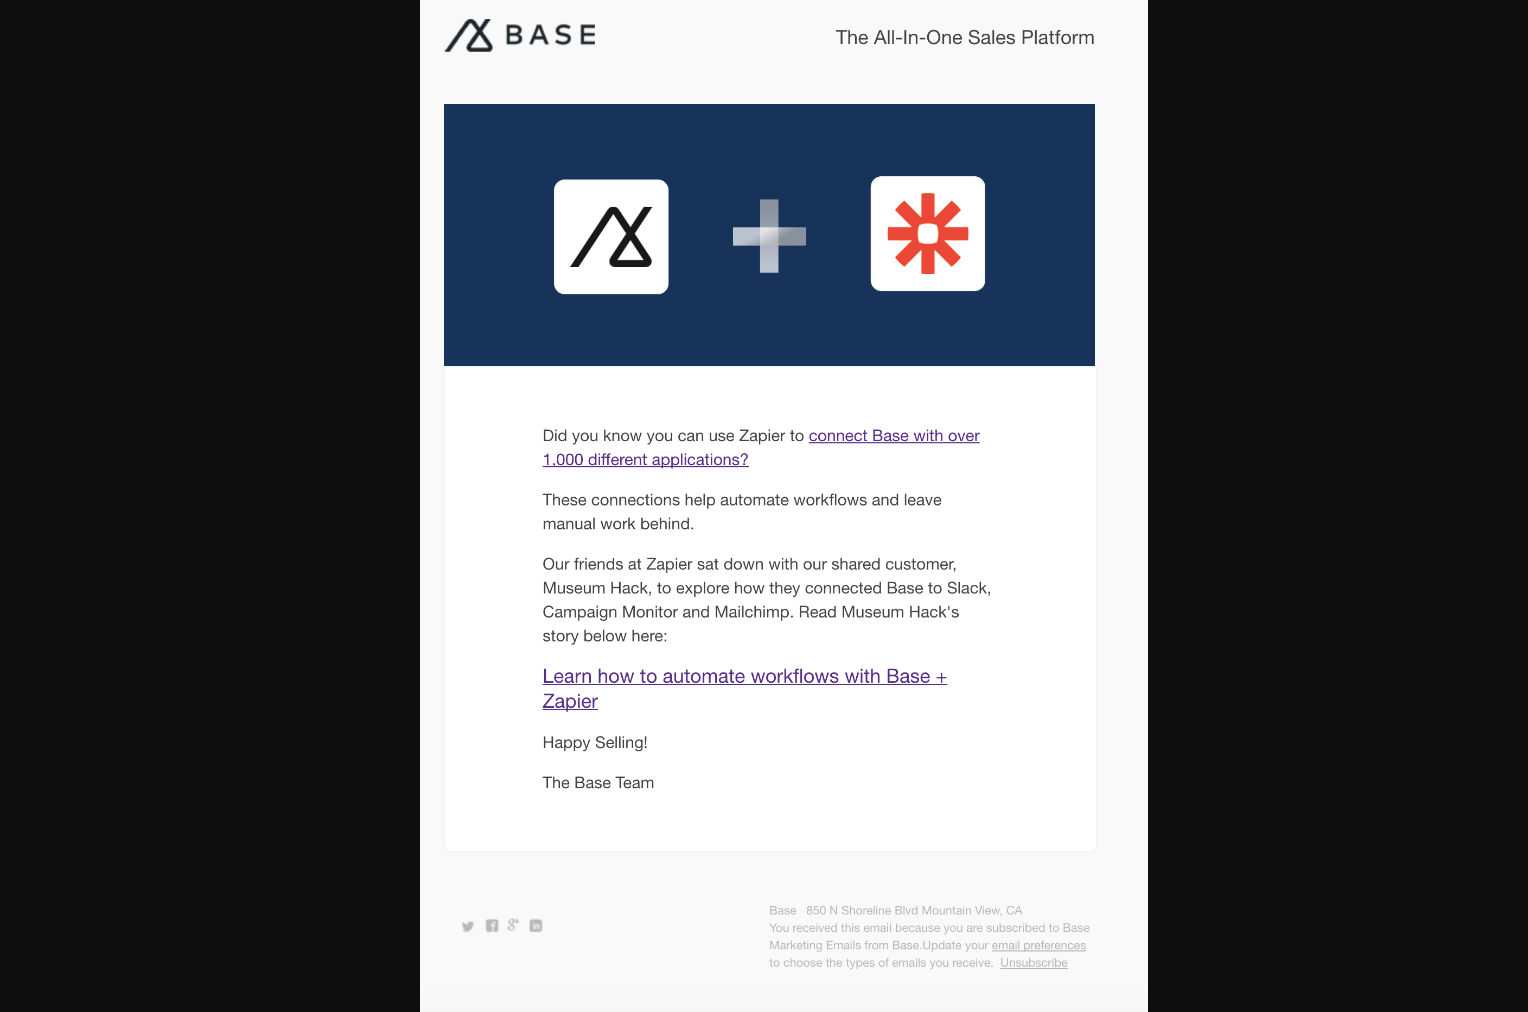 BASE
The All-In-One Sales Platform
Did you know you can use Zapier to connect Base with over
1,000 different applications?
These connections help automate workflows and leave
manual work behind.
Our friends at Zapier sat down with our shared customer,
Museum Hack, to explore how they connected Base to Slack,
Campaign Monitor and Mailchimp. Read Museum Hack's
story below here:
Learn how to automate workflows with Base +
Zapier
Happy Selling!
The Base Team
Base 850 N Shoreline Blvd Mountain View, CA
You received this email because you are subscribed to Base
Marketing Emails from Base.Update your email preferences
to choose the types of emails you receive. Unsubscribe